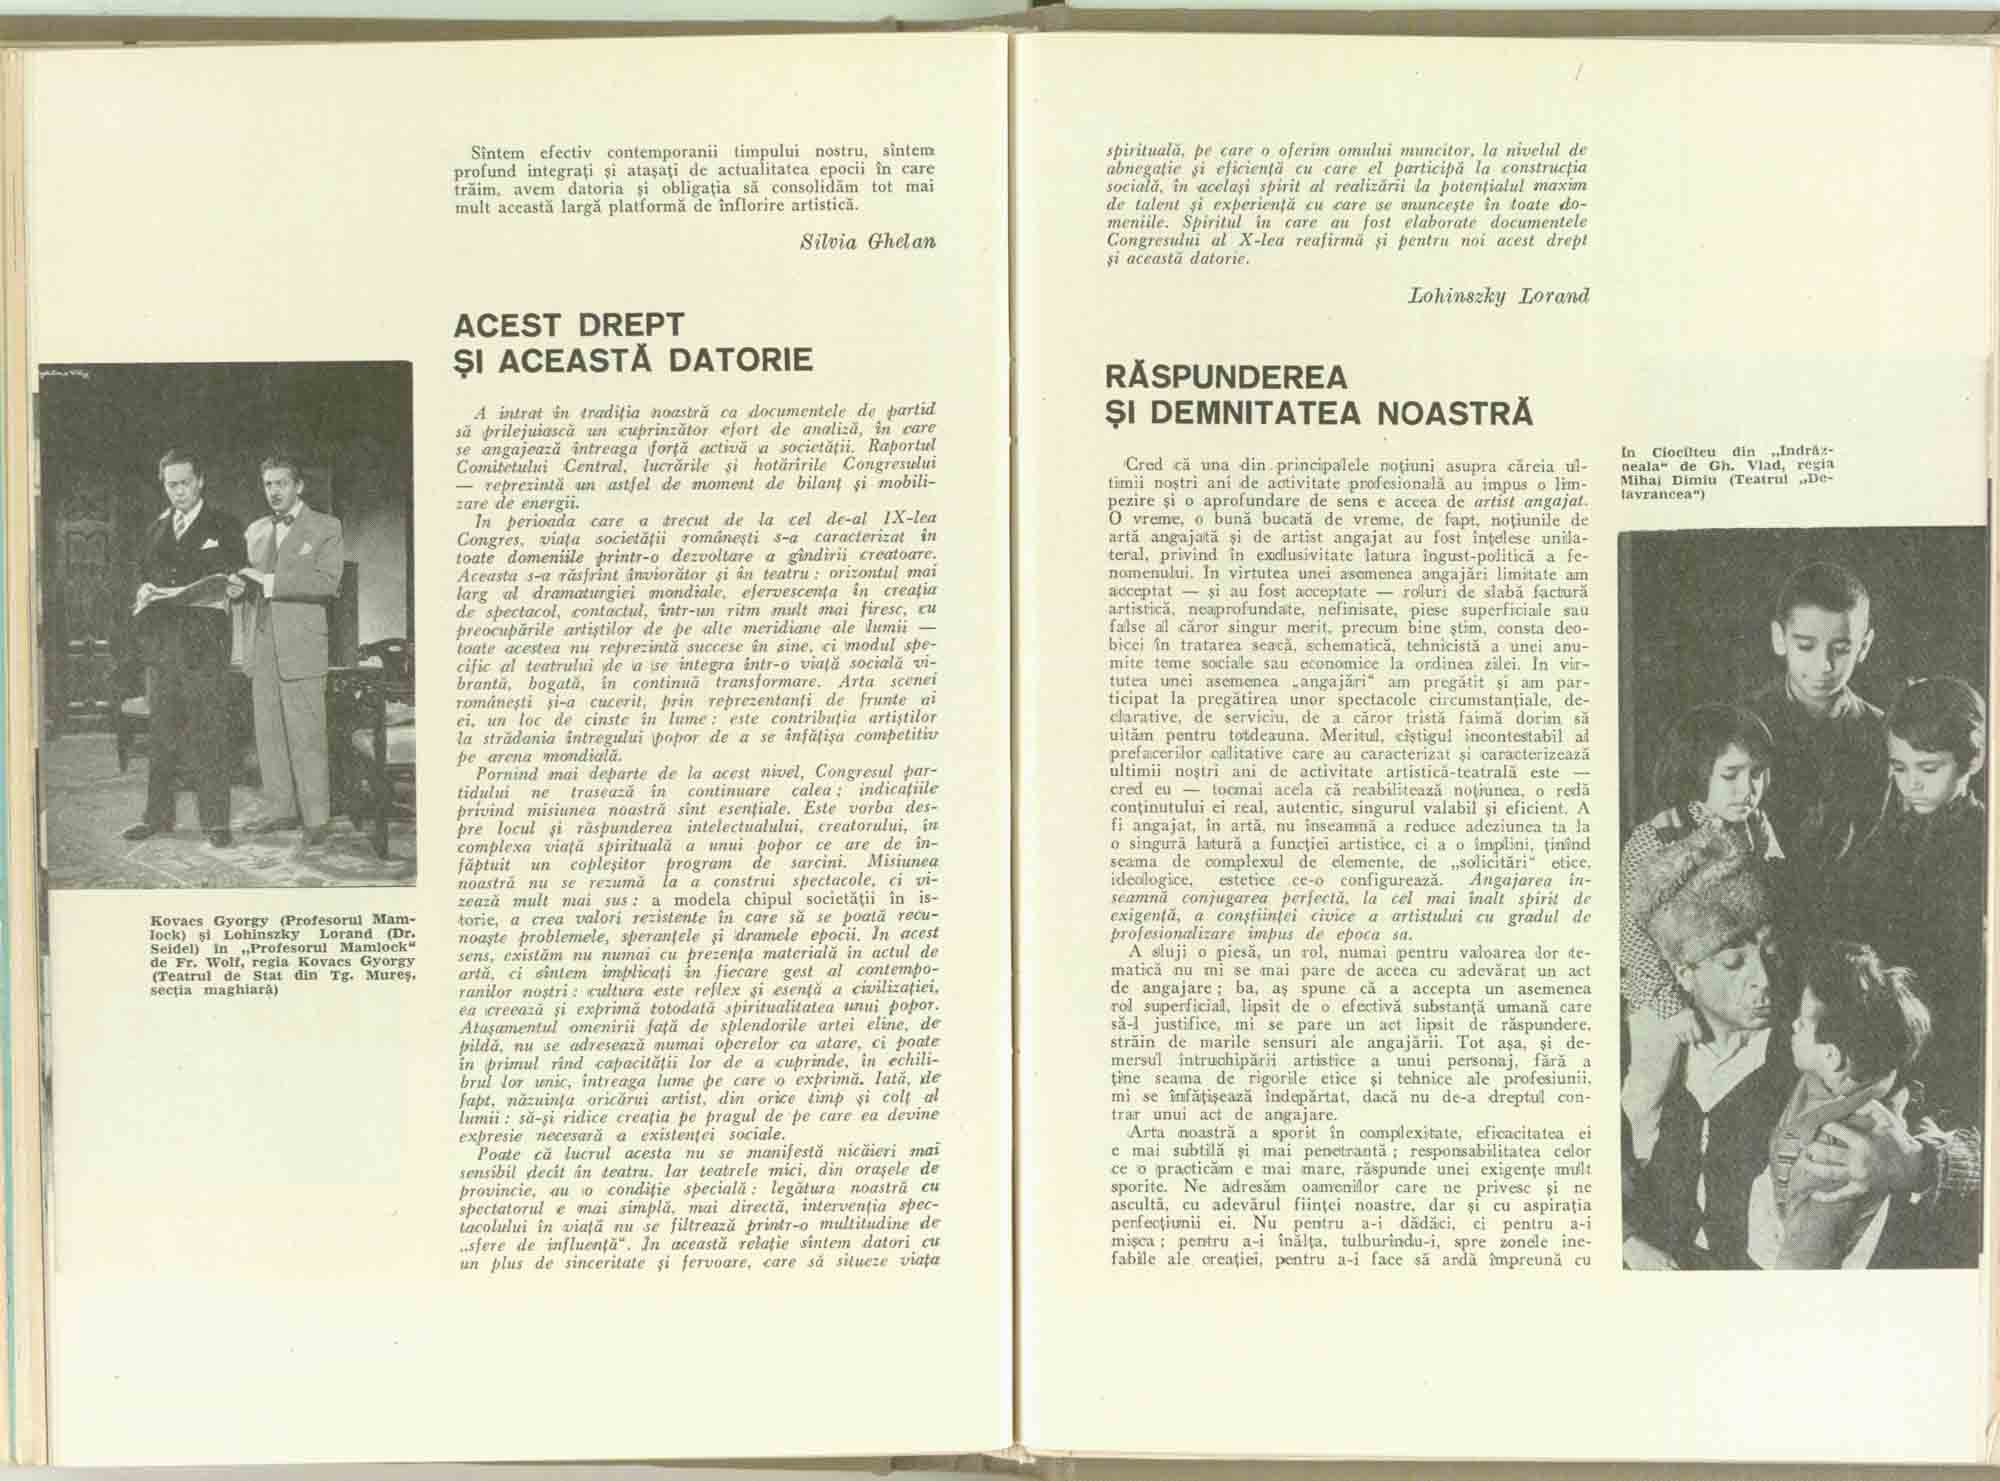 Sîntem efectiv contemporanii timpului nostru, sîntem
profund integrați și atașați de actualitatea epocii în care
trăim, avem datoria și obligația să consolidăm tot mai
mult această largă platformă de înflorire artistică.
Silvia Ghelan
ACEST DREPT
ȘI ACEASTĂ DATORIE
A intrat în tradiția noastră ca documentele de partid
să prilejuiască un cuprinzător efort de analiză, în care
se angajează întreaga forță activă a societății. Raportul
Comitetului Central, lucrările și hotărîrile Congresului
— reprezintă un astfel de moment de bilanț și mobili-
zare de energii.
În perioada care a trecut de la cel de-al IX-lea
Congres, viața societății românești s-a caracterizat în
toate domeniile printr-o dezvoltare a gîndirii creatoare.
Aceasta s-a răsfrînt înviorător și în teatru : orizontul mai
larg al dramaturgiei mondiale, efervescența în creația
de spectacol, contactul, într-un ritm mult mai firesc, cu
preocupările artiștilor de pe alte meridiane ale lumii —
toate acestea nu reprezintă succese în sine, ci modul spe-
cific al teatrului de a se integra într-o viață socială vi-
brantă, bogată, în continuă transformare. Arta scenei
românești și-a cucerit, prin reprezentanți de frunte ai
ei, un loc de cinste în lume : este contribuția artiștilor
la strădania întregului popor de a se înfățișa competitiv
pe arena mondială.
Pornind mai departe de la acest nivel, Congresul par-
tidului ne trasează în continuare calea ; indicațiile
privind misiunea noastră sînt esențiale. Este vorba des-
pre locul și răspunderea intelectualului, creatorului, în
complexa viață spirituală a unui popor ce are de în-
făptuit un copleșitor program de sarcini. Misiunea
noastră nu se rezumă la a construi spectacole, ci vi-
zează mult mai sus : a modela chipul societății în is-
torie, a crea valori rezistente în care să se poată recu-
noaște problemele, speranțele și dramele epocii. În acest
sens, existăm nu numai cu prezența materială în actul de
artă, ci sîntem implicați în fiecare gest al contempo-
ranilor noștri : cultura este reflex și esență a civilizației,
ea creează și exprimă totodată spiritualitatea unui popor.
Atașamentul omenirii față de splendorile artei eline, de
pildă, nu se adresează numai operelor ca atare, ci poate
în primul rînd capacității lor de a cuprinde, în echili-
brul lor unic, întreaga lume pe care o exprimă. Iată, de
fapt, năzuința oricărui artist, din orice timp și colț al
lumii : să-și ridice creația pe pragul de pe care ea devine
expresie necesară a existenței sociale.
Poate că lucrul acesta nu se manifestă nicăieri mai
sensibil decît în teatru. Iar teatrele mici, din orașele de
provincie, au o condiție specială : legătura noastră cu
spectatorul e mai simplă, mai directă, intervenția spec-
tacolului în viață nu se filtrează printr-o multitudine de
„sfere de influență“. În această relație sîntem datori cu
un plus de sinceritate și fervoare, care să situeze viața
Kovacs Gyorgy (Profesorul Mam-
lock) și Lohinszky Lorand (Dr.
Seidel) în „Profesorul Mamlock“
de Fr. Wolf, regia Kovacs Gyorgy
(Teatrul de Stat din Tg. Mureș,
secția maghiară)
spirituală, pe care o oferim omului muncitor, la nivelul de
abnegație și eficiență cu care el participă la construcția
socială, în același spirit al realizării la potențialul maxim
de talent și experiență cu care se muncește în toate do-
meniile. Spiritul în care au fost elaborate documentele
Congresului al X-lea reafirmă și pentru noi acest drept
și această datorie.
Lohinszky Lorand
RĂSPUNDEREA
ȘI DEMNITATEA NOASTRĂ
Cred că una din principalele noțiuni asupra căreia ul-
timii noștri ani de activitate profesională au impus o lim-
pezire și o aprofundare de sens e aceea de artist angajat.
O vreme, o bună bucată de vreme, de fapt, noțiunile de
artă angajată și de artist angajat au fost înțelese unila-
teral, privind în exclusivitate latura îngust-politică a fe-
nomenului. În virtutea unei asemenea angajări limitate am
acceptat — și au fost acceptate — roluri de slabă factură
artistică, neaprofundate, nefinisate, piese superficiale sau
false al căror singur merit, precum bine știm, consta deo-
bicei în tratarea seacă, schematică, tehnicistă a unei anu-
mite teme sociale sau economice la ordinea zilei. În vir-
tutea unei asemenea „angajări“ am pregătit și am par-
ticipat la pregătirea unor spectacole circumstanțiale, de-
clarative, de serviciu, de a căror tristă faimă dorim să
uităm pentru totdeauna. Meritul, cîștigul incontestabil al
prefacerilor calitative care au caracterizat și caracterizează
ultimii noștri ani de activitate artistică-teatrală este —
cred eu — tocmai acela că reabilitează noțiunea, o redă
conținutului ei real, autentic, singurul valabil și eficient. A
fi angajat, în artă, nu înseamnă a reduce adeziunea ta la
o singură latură a funcției artistice, ci a o împlini, ținînd
seama de complexul de elemente, de „solicitări“ etice,
ideologice, estetice ce-o configurează. Angajarea în-
seamnă conjugarea perfectă, la cel mai înalt spirit de
exigență, a conștiinței civice a artistului cu gradul de
profesionalizare impus de epoca sa.
A sluji o piesă, un rol, numai pentru valoarea lor te-
matică nu mi se mai pare de aceea cu adevărat un act
de angajare ; ba, aș spune că a accepta un asemenea
rol superficial, lipsit de o efectivă substanță umană care
să-l justifice, mi se pare un act lipsit de răspundere,
străin de marile sensuri ale angajării. Tot așa, și de-
mersul întruchipării artistice a unui personaj, fără a
ține seama de rigorile etice și tehnice ale profesiunii,
mi se înfățișează îndepărtat, dacă nu de-a dreptul con-
trar unui act de angajare.
Arta noastră a sporit în complexitate, eficacitatea ei
e mai subtilă și mai penetrantă ; responsabilitatea celor
ce o practicăm e mai mare, răspunde unei exigențe mult
sporite. Ne adresăm oamenilor care ne privesc și ne
ascultă, cu adevărul ființei noastre, dar și cu aspirația
perfecțiunii ei. Nu pentru a-i dădăci, ci pentru a-i
mișca ; pentru a-i înălța, tulburîndu-i, spre zonele ine-
fabile ale creației, pentru a-i face să ardă împreună cu
În Ciocîlteu din „Îndrăz-
neala“ de Gh. Vlad, regia
Mihai Dimiu (Teatrul „De-
lavrancea“)